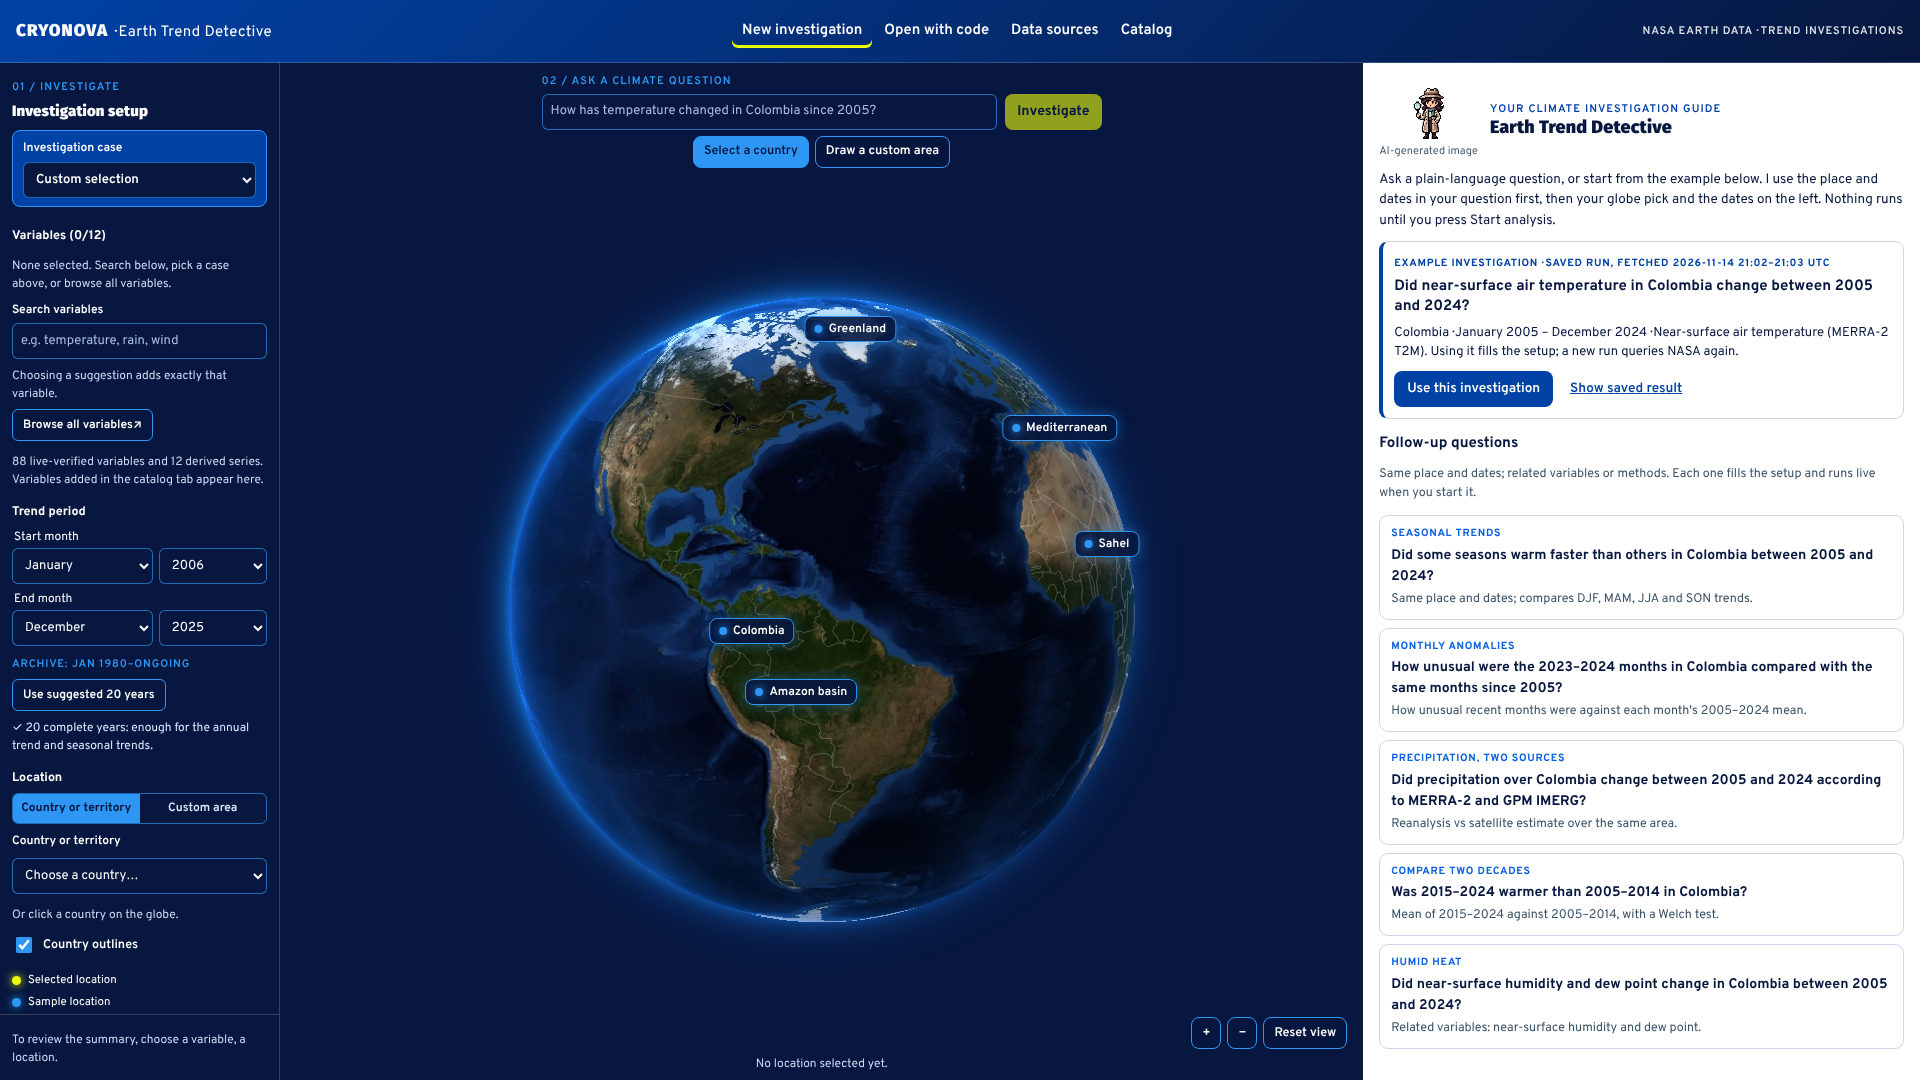 CRYONOVA ·Earth Trend Detective
New investigation
Open with code
Data sources
Catalog
NASA EARTH DATA ·TREND INVESTIGATIONS
01 / INVESTIGATE
Investigation setup
Investigation case
Custom selection
Variables (0/12)
None selected. Search below, pick a case
above, or browse all variables.
Search variables
e.g. temperature, rain, wind
Choosing a suggestion adds exactly that
variable.
Browse all variables↗
88 live-verified variables and 12 derived series.
Variables added in the catalog tab appear here.
Trend period
Start month
January
2006
End month
December
2025
ARCHIVE: JAN 1980–ONGOING
Use suggested 20 years
✓ 20 complete years: enough for the annual
trend and seasonal trends.
Location
Country or territory
Custom area
Country or territory
Choose a country…
Or click a country on the globe.
Country outlines
Selected location
Sample location
To review the summary, choose a variable, a
location.
02 / ASK A CLIMATE QUESTION
How has temperature changed in Colombia since 2005?
Investigate
Select a country
Draw a custom area
Greenland
Mediterranean
Sahel
Colombia
Amazon basin
+
−
Reset view
No location selected yet.
YOUR CLIMATE INVESTIGATION GUIDE
Earth Trend Detective
AI-generated image
Ask a plain-language question, or start from the example below. I use the place and
dates in your question first, then your globe pick and the dates on the left. Nothing runs
until you press Start analysis.
EXAMPLE INVESTIGATION ·SAVED RUN, FETCHED 2026-11-14 21:02–21:03 UTC
Did near-surface air temperature in Colombia change between 2005
and 2024?
Colombia ·January 2005 – December 2024 ·Near-surface air temperature (MERRA-2
T2M). Using it fills the setup; a new run queries NASA again.
Use this investigation
Show saved result
Follow-up questions
Same place and dates; related variables or methods. Each one fills the setup and runs live
when you start it.
SEASONAL TRENDS
Did some seasons warm faster than others in Colombia between 2005 and
2024?
Same place and dates; compares DJF, MAM, JJA and SON trends.
MONTHLY ANOMALIES
How unusual were the 2023–2024 months in Colombia compared with the
same months since 2005?
How unusual recent months were against each month's 2005–2024 mean.
PRECIPITATION, TWO SOURCES
Did precipitation over Colombia change between 2005 and 2024 according
to MERRA-2 and GPM IMERG?
Reanalysis vs satellite estimate over the same area.
COMPARE TWO DECADES
Was 2015–2024 warmer than 2005–2014 in Colombia?
Mean of 2015–2024 against 2005–2014, with a Welch test.
HUMID HEAT
Did near-surface humidity and dew point change in Colombia between 2005
and 2024?
Related variables: near-surface humidity and dew point.